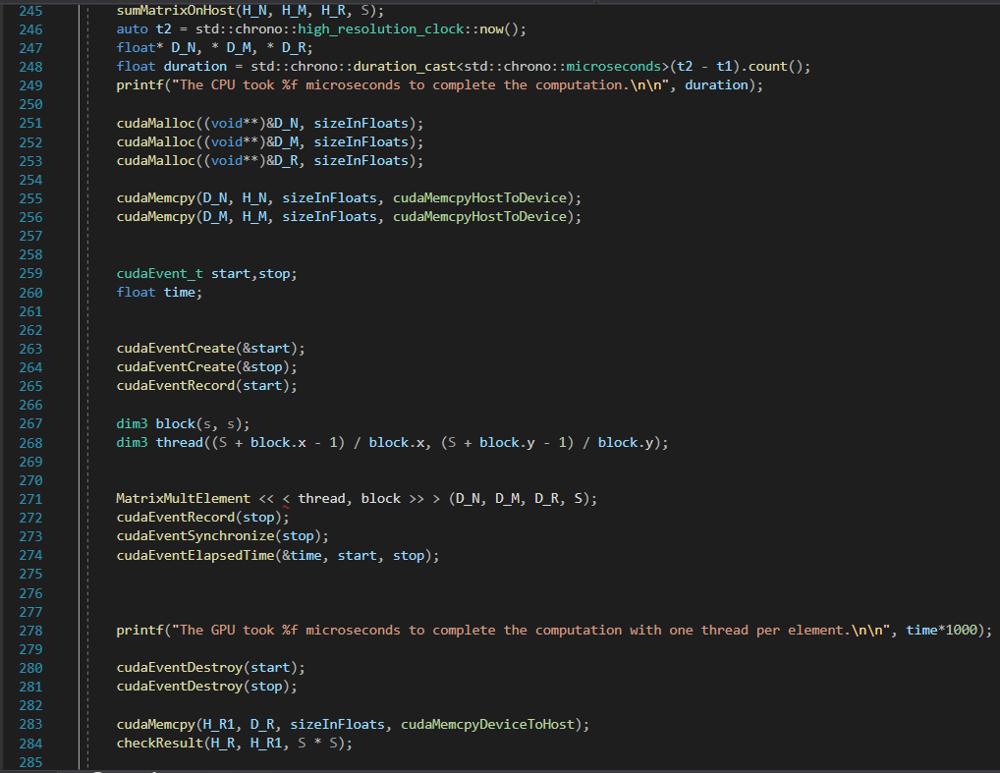 245 sumMatrixOnHost(H_N, H_M, H_R, S);
246 auto t2 = std::chrono::high_resolution_clock::now();
247 float* D_N, * D_M, * D_R;
248 float duration = std::chrono::duration_cast<std::chrono::microseconds>(t2 - t1).count();
249 printf("The CPU took %f microseconds to complete the computation.\n\n", duration);
250
251 cudaMalloc((void**)&D_N, sizeInFloats);
252 cudaMalloc((void**)&D_M, sizeInFloats);
253 cudaMalloc((void**)&D_R, sizeInFloats);
254
255 cudaMemcpy(D_N, H_N, sizeInFloats, cudaMemcpyHostToDevice);
256 cudaMemcpy(D_M, H_M, sizeInFloats, cudaMemcpyHostToDevice);
257
258
259 cudaEvent_t start,stop;
260 float time;
261
262
263 cudaEventCreate(&start);
264 cudaEventCreate(&stop);
265 cudaEventRecord(start);
266
267 dim3 block(s, s);
268 dim3 thread((S + block.x - 1) / block.x, (S + block.y - 1) / block.y);
269
270
271 MatrixMultElement << < thread, block >> > (D_N, D_M, D_R, S);
272 cudaEventRecord(stop);
273 cudaEventSynchronize(stop);
274 cudaEventElapsedTime(&time, start, stop);
275
276
277
278 printf("The GPU took %f microseconds to complete the computation with one thread per element.\n\n", time*1000);
279
280 cudaEventDestroy(start);
281 cudaEventDestroy(stop);
282
283 cudaMemcpy(H_R1, D_R, sizeInFloats, cudaMemcpyDeviceToHost);
284 checkResult(H_R, H_R1, S * S);
285